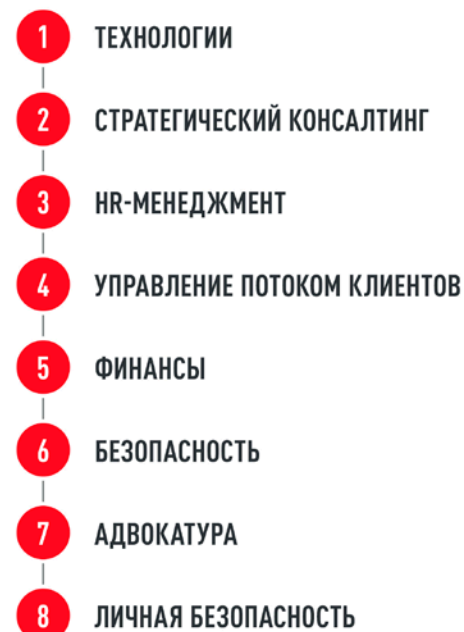 1 ТЕХНОЛОГИИ
2 СТРАТЕГИЧЕСКИЙ КОНСАЛТИНГ
3 HR-МЕНЕДЖМЕНТ
4 УПРАВЛЕНИЕ ПОТОКОМ КЛИЕНТОВ
5 ФИНАНСЫ
6 БЕЗОПАСНОСТЬ
7 АДВОКАТУРА
8 ЛИЧНАЯ БЕЗОПАСНОСТЬ